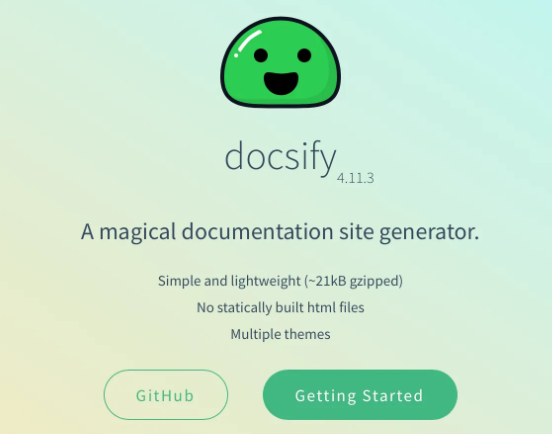 docsify 4.11.3
A magical documentation site generator.
Simple and lightweight (~21kB gzipped)
No statically built html files
Multiple themes
GitHub
Getting Started